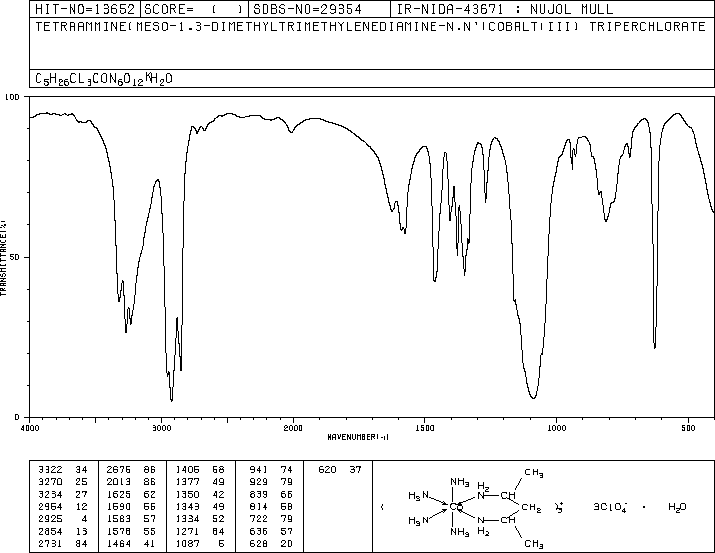 HIT-NO=13652 SCORE= ( ) SDBS-NO=29354 IR-NIDA-43671 : NUJOL MULL
TETRAAMMINE(MESO-1.3-DIMETHYLTRIMETHYLENEDIAMINE-N.N')COBALT(III) TRIPERCHLORATE
C5H26CL3CON6O12·H2O
100
50
0
TRANSMITTANCE(%)
4000 3000 2000 1500 1000
WAVENUMBER(-1)
3322 34 2676 86 1406 58 941 74 620 37
3270 25 2013 86 1377 49 929 79
3234 27 1625 62 1350 42 839 66
2954 12 1590 56 1343 49 814 58
2925 4 1583 57 1334 52 722 79
2854 13 1578 55 1271 84 636 57
2731 84 1464 41 1087 5 628 20
CH3
NH3 H2
H3N N CH
( Co CH2 ) 3ClO4- · H2O
H3N N CH
NH3 H2
CH3